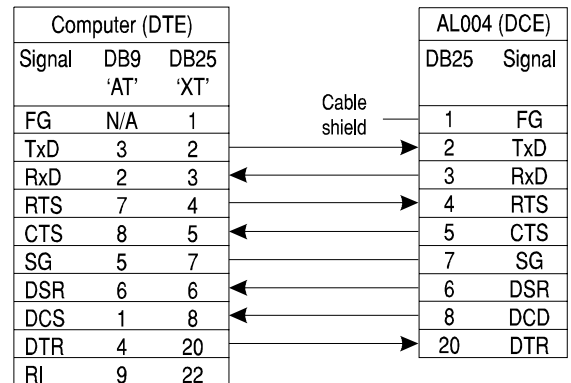 Computer (DTE)
Signal DB9 DB25
'AT' 'XT'
FG N/A 1
TxD 3 2
RxD 2 3
RTS 7 4
CTS 8 5
SG 5 7
DSR 6 6
DCS 1 8
DTR 4 20
RI 9 22
Cable
shield
AL004 (DCE)
DB25 Signal
1 FG
2 TxD
3 RxD
4 RTS
5 CTS
7 SG
6 DSR
8 DCD
20 DTR